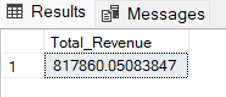 Results Messages
Total_Revenue
1 817860.05083847